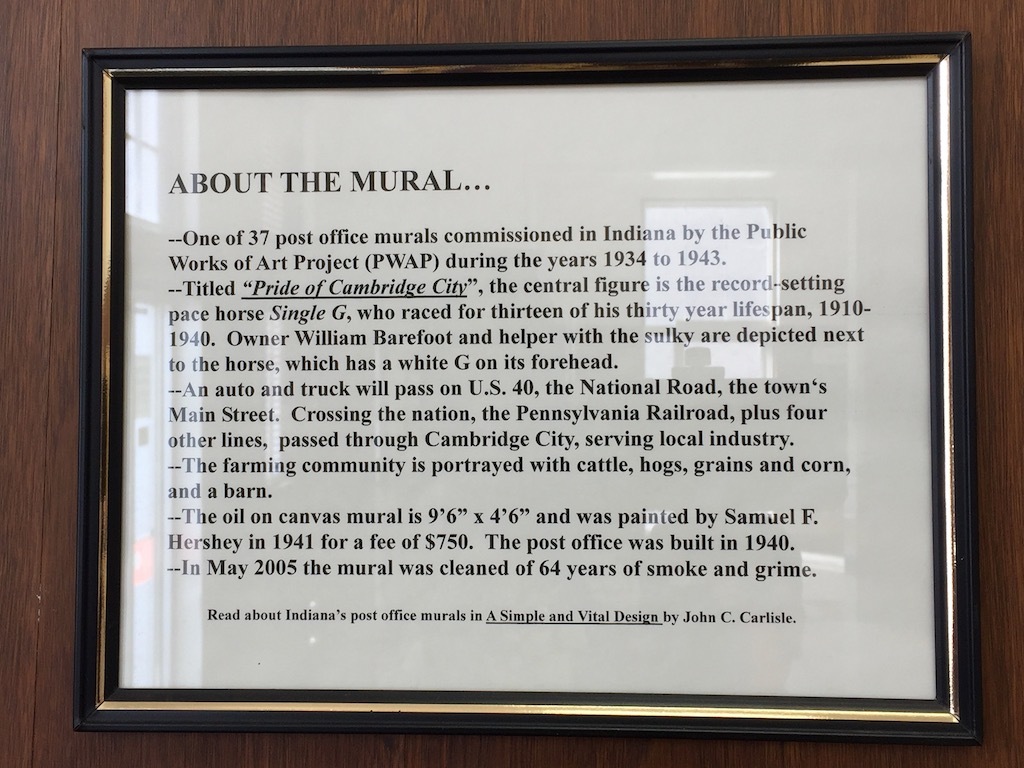 ABOUT THE MURAL…
--One of 37 post office murals commissioned in Indiana by the Public
Works of Art Project (PWAP) during the years 1934 to 1943.
--Titled “Pride of Cambridge City”, the central figure is the record-setting
pace horse Single G, who raced for thirteen of his thirty year lifespan, 1910-
1940.  Owner William Barefoot and helper with the sulky are depicted next
to the horse, which has a white G on its forehead.
--An auto and truck will pass on U.S. 40, the National Road, the town‘s
Main Street.  Crossing the nation, the Pennsylvania Railroad, plus four
other lines,  passed through Cambridge City, serving local industry.
--The farming community is portrayed with cattle, hogs, grains and corn,
and a barn.
--The oil on canvas mural is 9’6” x 4’6” and was painted by Samuel F.
Hershey in 1941 for a fee of $750.  The post office was built in 1940.
--In May 2005 the mural was cleaned of 64 years of smoke and grime.
Read about Indiana’s post office murals in A Simple and Vital Design by John C. Carlisle.